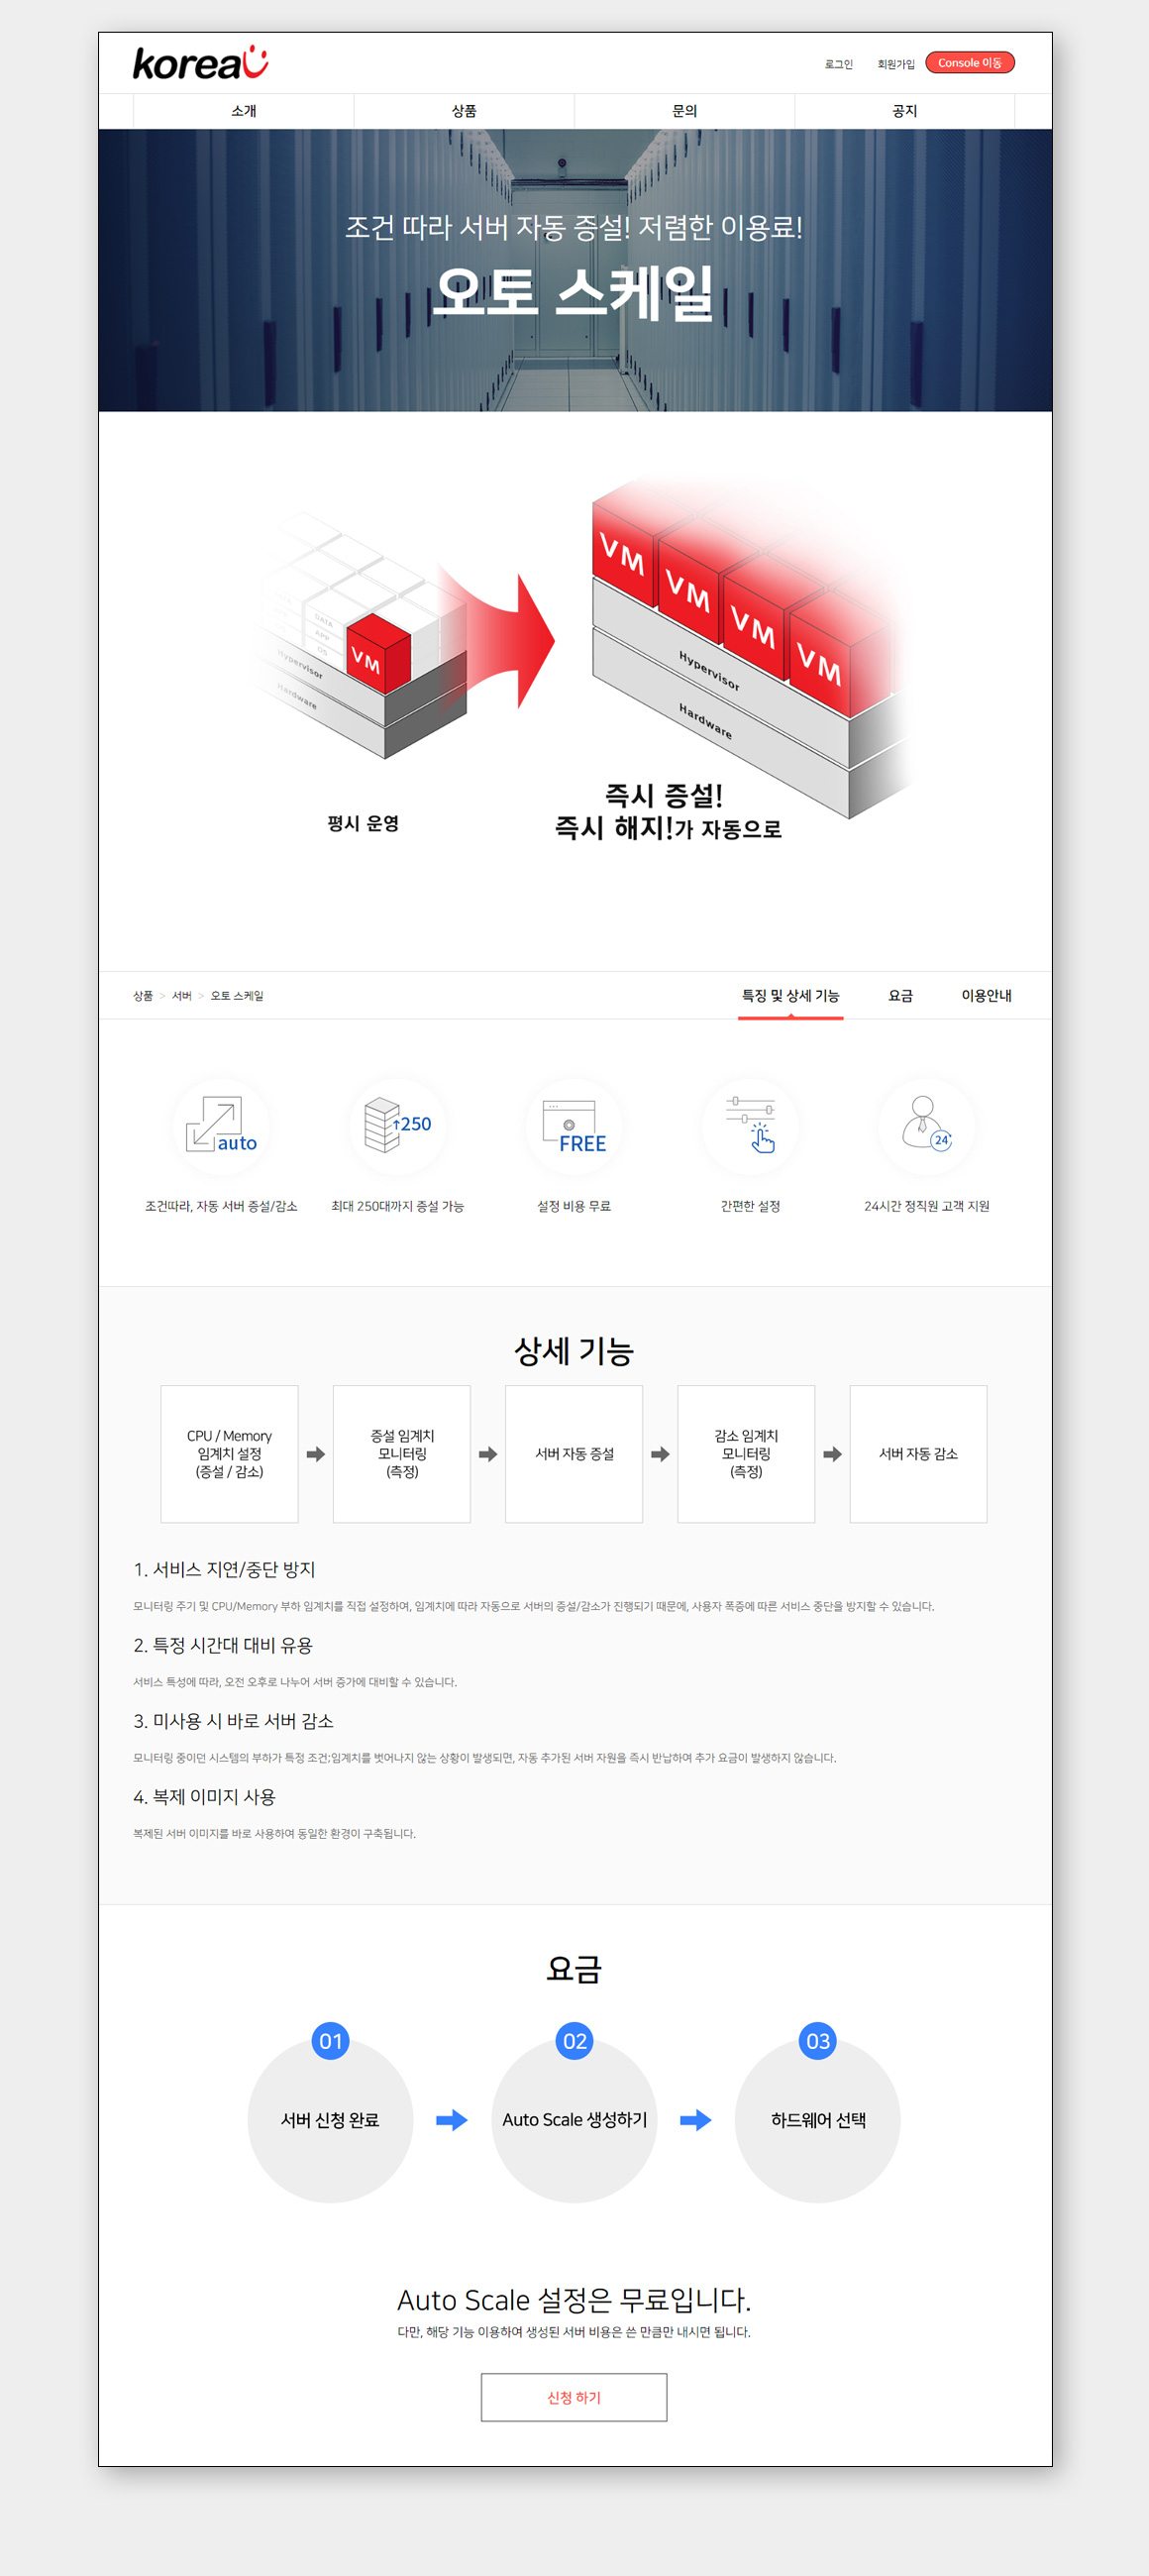 korea
로그인 회원가입 Console 이동
소개 상품 문의 공지
조건 따라 서버 자동 증설! 저렴한 이용료!
오토 스케일
DATA
APP
OS
VM
Hypervisor
Hardware
VM
VM
VM
VM
Hypervisor
Hardware
평시 운영
즉시 증설!
즉시 해지!가 자동으로
상품 > 서버 > 오토 스케일
특징 및 상세 기능 요금 이용안내
auto
↑250
FREE
24
조건따라, 자동 서버 증설/감소
최대 250대까지 증설 가능
설정 비용 무료
간편한 설정
24시간 정직원 고객 지원
상세 기능
CPU / Memory
임계치 설정
(증설 / 감소)
증설 임계치
모니터링
(측정)
서버 자동 증설
감소 임계치
모니터링
(측정)
서버 자동 감소
1. 서비스 지연/중단 방지
모니터링 주기 및 CPU/Memory 부하 임계치를 직접 설정하여, 임계치에 따라 자동으로 서버의 증설/감소가 진행되기 때문에, 사용자 폭증에 따른 서비스 중단을 방지할 수 있습니다.
2. 특정 시간대 대비 유용
서비스 특성에 따라, 오전 오후로 나누어 서버 증가에 대비할 수 있습니다.
3. 미사용 시 바로 서버 감소
모니터링 중이던 시스템의 부하가 특정 조건;임계치를 벗어나지 않는 상황이 발생되면, 자동 추가된 서버 자원을 즉시 반납하여 추가 요금이 발생하지 않습니다.
4. 복제 이미지 사용
복제된 서버 이미지를 바로 사용하여 동일한 환경이 구축됩니다.
요금
01
서버 신청 완료
02
Auto Scale 생성하기
03
하드웨어 선택
Auto Scale 설정은 무료입니다.
다만, 해당 기능 이용하여 생성된 서버 비용은 쓴 만큼만 내시면 됩니다.
신청 하기